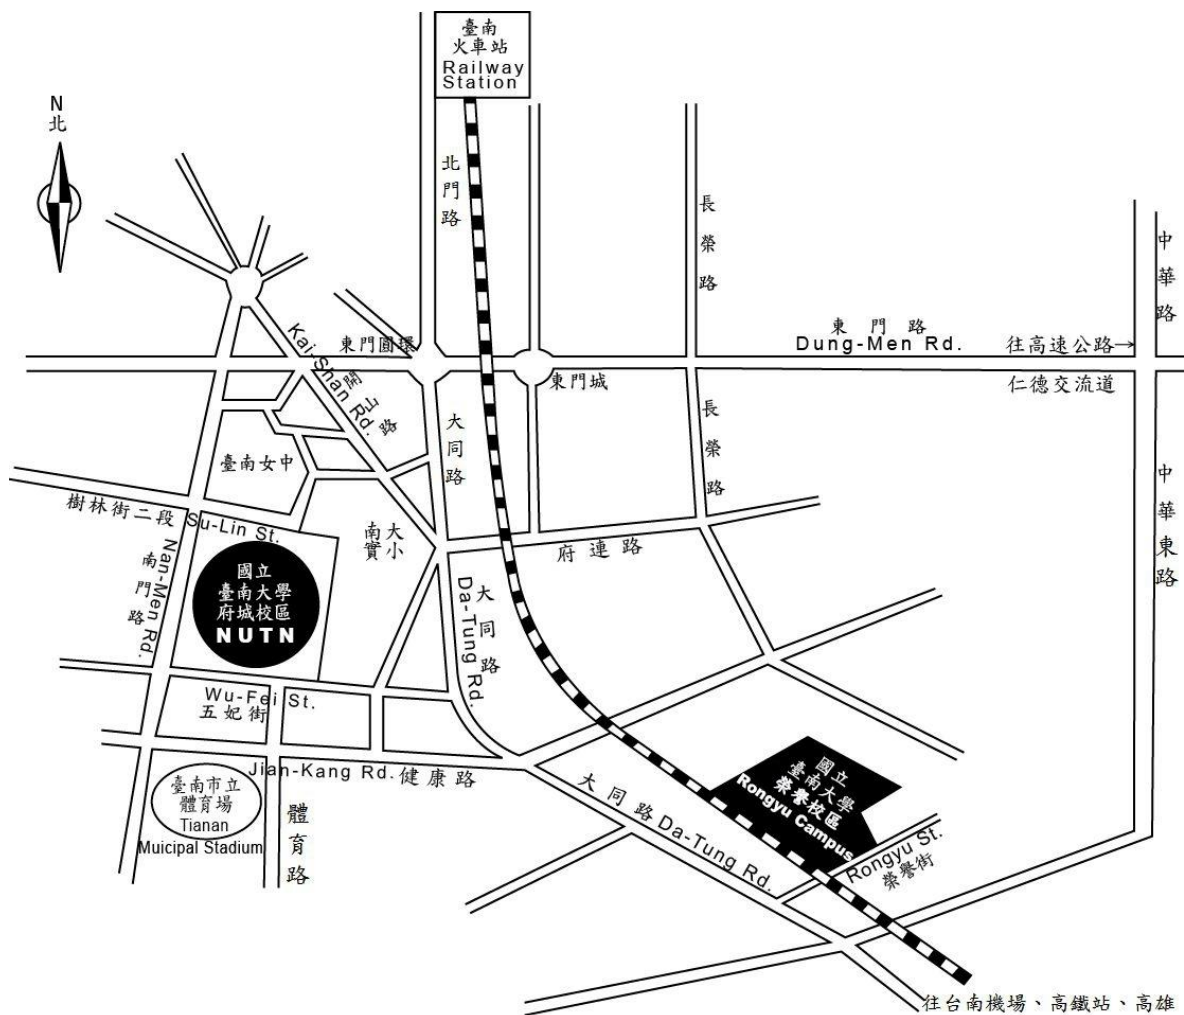 臺南
火車站
Railway
Station
N
北
北門路
長榮路
中華路
東門路
Dung-Men Rd.
往高速公路→
仁德交流道
東門圓環
東門城
Kai-Shan Rd.
開山路
大同路
長榮路
中華東路
臺南女中
樹林街二段 Su-Lin St.
南大
實小
府連路
南門路
Nan-Men Rd.
國立
臺南大學
府城校區
NUTN
大同路
Da-Tung Rd.
Wu-Fei St.
五妃街
Jian-Kang Rd. 健康路
臺南市立
體育場
Tianan
Muicipal Stadium
體育路
大同路 Da-Tung Rd.
國立
臺南大學
榮譽校區
Rongyu Campus
Rongyu St.
榮譽街
往台南機場、高鐵站、高雄